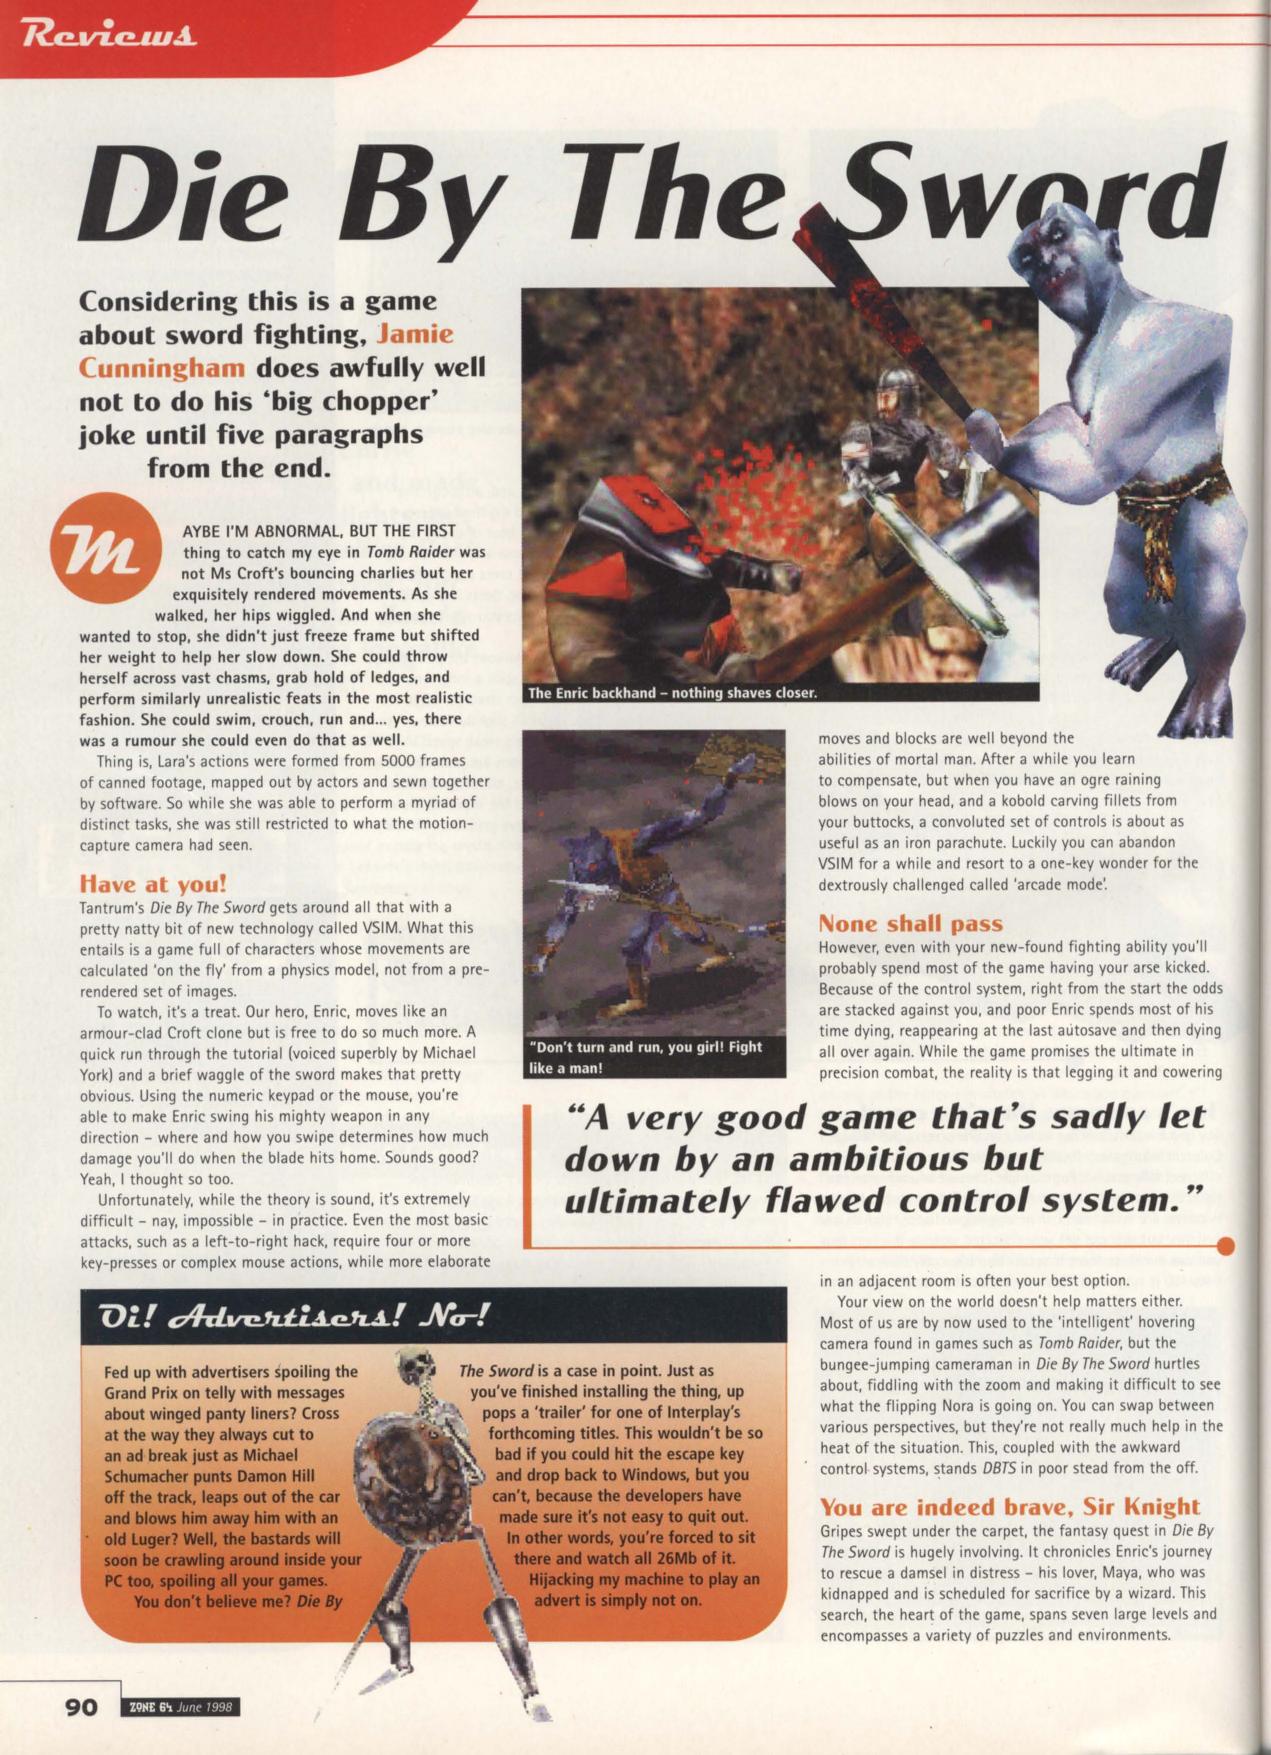 Reviews
Die By The Sword
Considering this is a game
about sword fighting, Jamie
Cunningham does awfully well
not to do his ‘big chopper’
joke until five paragraphs
from the end.
MAYBE I'M ABNORMAL, BUT THE FIRST
thing to catch my eye in Tomb Raider was
not Ms Croft's bouncing charlies but her
exquisitely rendered movements. As she
walked, her hips wiggled. And when she
wanted to stop, she didn't just freeze frame but shifted
her weight to help her slow down. She could throw
herself across vast chasms, grab hold of ledges, and
perform similarly unrealistic feats in the most realistic
fashion. She could swim, crouch, run and... yes, there
was a rumour she could even do that as well.
Thing is, Lara's actions were formed from 5000 frames
of canned footage, mapped out by actors and sewn together
by software. So while she was able to perform a myriad of
distinct tasks, she was still restricted to what the motion-
capture camera had seen.
Have at you!
Tantrum's Die By The Sword gets around all that with a
pretty natty bit of new technology called VSIM. What this
entails is a game full of characters whose movements are
calculated 'on the fly' from a physics model, not from a pre-
rendered set of images.
To watch, it's a treat. Our hero, Enric, moves like an
armour-clad Croft clone but is free to do so much more. A
quick run through the tutorial (voiced superbly by Michael
York) and a brief waggle of the sword makes that pretty
obvious. Using the numeric keypad or the mouse, you're
able to make Enric swing his mighty weapon in any
direction – where and how you swipe determines how much
damage you'll do when the blade hits home. Sounds good?
Yeah, I thought so too.
Unfortunately, while the theory is sound, it's extremely
difficult – nay, impossible – in practice. Even the most basic
attacks, such as a left-to-right hack, require four or more
key-presses or complex mouse actions, while more elaborate
The Enric backhand – nothing shaves closer.
"Don't turn and run, you girl! Fight
like a man!
moves and blocks are well beyond the
abilities of mortal man. After a while you learn
to compensate, but when you have an ogre raining
blows on your head, and a kobold carving fillets from
your buttocks, a convoluted set of controls is about as
useful as an iron parachute. Luckily you can abandon
VSIM for a while and resort to a one-key wonder for the
dextrously challenged called 'arcade mode'.
None shall pass
However, even with your new-found fighting ability you'll
probably spend most of the game having your arse kicked.
Because of the control system, right from the start the odds
are stacked against you, and poor Enric spends most of his
time dying, reappearing at the last autosave and then dying
all over again. While the game promises the ultimate in
precision combat, the reality is that legging it and cowering
“A very good game that’s sadly let
down by an ambitious but
ultimately flawed control system.”
in an adjacent room is often your best option.
Your view on the world doesn't help matters either.
Most of us are by now used to the 'intelligent' hovering
camera found in games such as Tomb Raider, but the
bungee-jumping cameraman in Die By The Sword hurtles
about, fiddling with the zoom and making it difficult to see
what the flipping Nora is going on. You can swap between
various perspectives, but they're not really much help in the
heat of the situation. This, coupled with the awkward
control systems, stands DBTS in poor stead from the off.
You are indeed brave, Sir Knight
Gripes swept under the carpet, the fantasy quest in Die By
The Sword is hugely involving. It chronicles Enric's journey
to rescue a damsel in distress – his lover, Maya, who was
kidnapped and is scheduled for sacrifice by a wizard. This
search, the heart of the game, spans seven large levels and
encompasses a variety of puzzles and environments.
Oi! Advertisers! No!
Fed up with advertisers spoiling the
Grand Prix on telly with messages
about winged panty liners? Cross
at the way they always cut to
an ad break just as Michael
Schumacher punts Damon Hill
off the track, leaps out of the car
and blows him away him with an
old Luger? Well, the bastards will
soon be crawling around inside your
PC too, spoiling all your games.
You don't believe me? Die By
The Sword is a case in point. Just as
you've finished installing the thing, up
pops a 'trailer' for one of Interplay's
forthcoming titles. This wouldn't be so
bad if you could hit the escape key
and drop back to Windows, but you
can't, because the developers have
made sure it's not easy to quit out.
In other words, you're forced to sit
there and watch all 26Mb of it.
Hijacking my machine to play an
advert is simply not on.
90
ZONE 64 June 1998